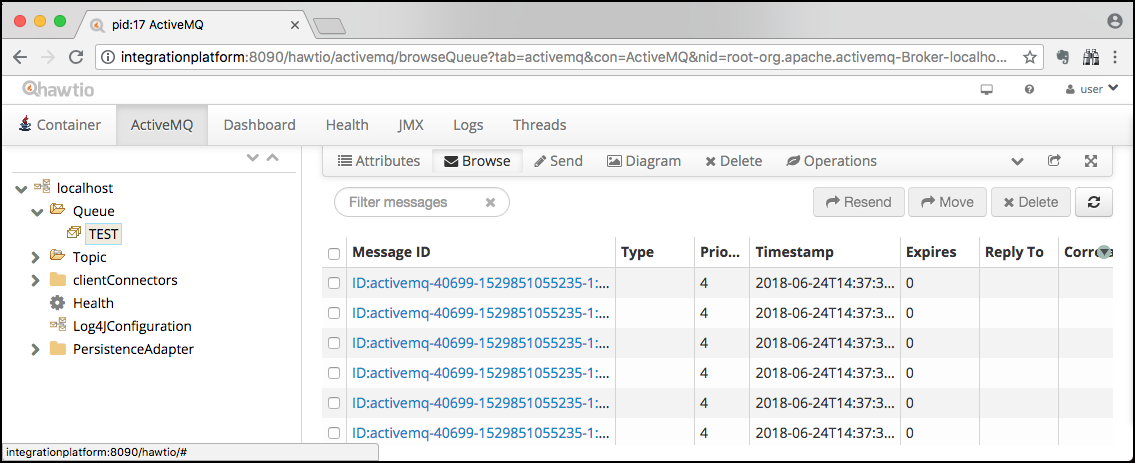 pid:17 ActiveMQ
integrationplatform:8090/hawtio/activemq/browseQueue?tab=activemq&con=ActiveMQ&nid=root-org.apache.activemq-Broker-localho...
hawtio
user
Container ActiveMQ Dashboard Health JMX Logs Threads
Attributes Browse Send Diagram Delete Operations
localhost
Queue
TEST
Topic
clientConnectors
Health
Log4JConfiguration
PersistenceAdapter
Filter messages Resend Move Delete
Message ID Type Prio... Timestamp Expires Reply To Corre
ID:activemq-40699-1529851055235-1:... 4 2018-06-24T14:37:3... 0
ID:activemq-40699-1529851055235-1:... 4 2018-06-24T14:37:3... 0
ID:activemq-40699-1529851055235-1:... 4 2018-06-24T14:37:3... 0
ID:activemq-40699-1529851055235-1:... 4 2018-06-24T14:37:3... 0
ID:activemq-40699-1529851055235-1:... 4 2018-06-24T14:37:3... 0
ID:activemq-40699-1529851055235-1:... 4 2018-06-24T14:37:3... 0
integrationplatform:8090/hawtio/#